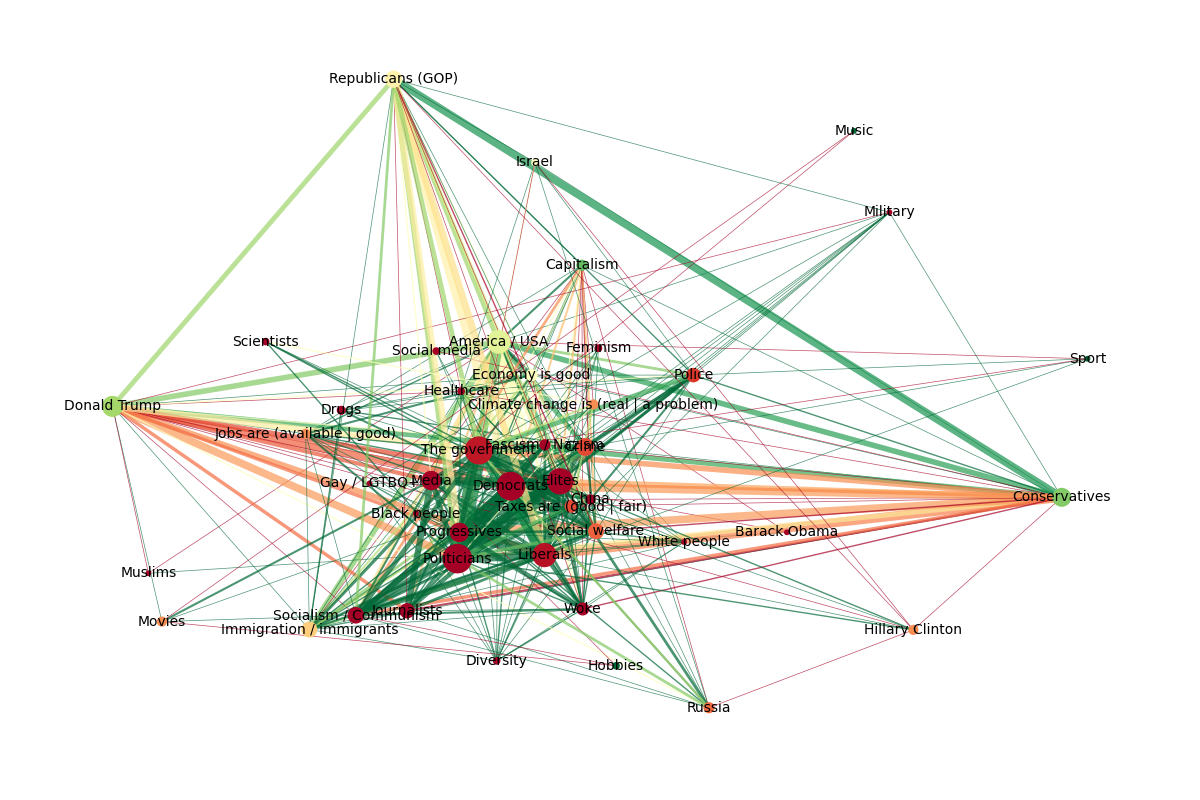 Republicans (GOP)
Music
Israel
Military
Capitalism
Scientists
Social media
America / USA
Feminism
Sport
Economy is good
Police
Healthcare
Donald Trump
Drugs
Climate change is (real | a problem)
Jobs are (available | good)
The government
Fascism / Nazism
Crime
Gay / LGTBQ+
Media
Democrats
Elites
China
Conservatives
Taxes are (good | fair)
Black people
Progressives
Social welfare
Barack Obama
White people
Politicians
Liberals
Muslims
Journalists
Woke
Socialism / Communism
Movies
Immigration / Immigrants
Hillary Clinton
Diversity
Hobbies
Russia